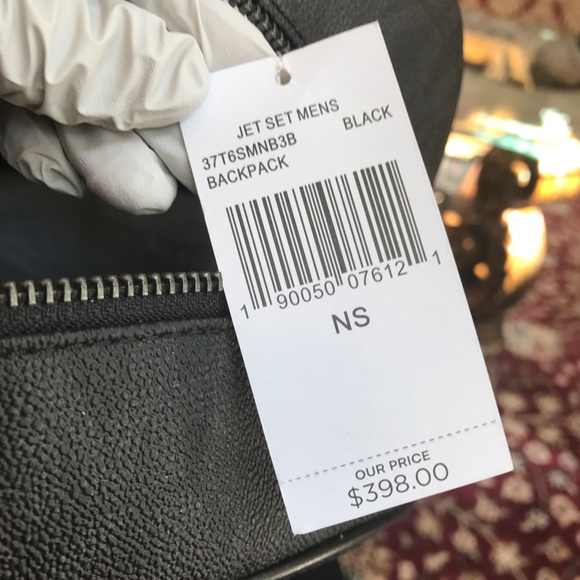 JET SET MENS
37T6SMNB3B BLACK
BACKPACK
1 90050 07612 1
NS
OUR PRICE
$398.00